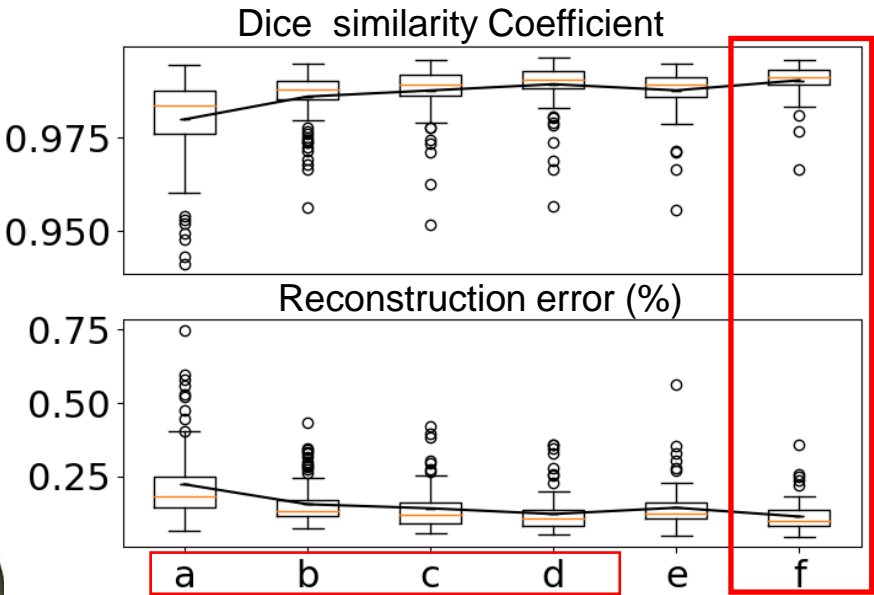 Dice similarity Coefficient
0.975
0.950
Reconstruction error (%)
0.75
0.50
0.25
a b c d e f